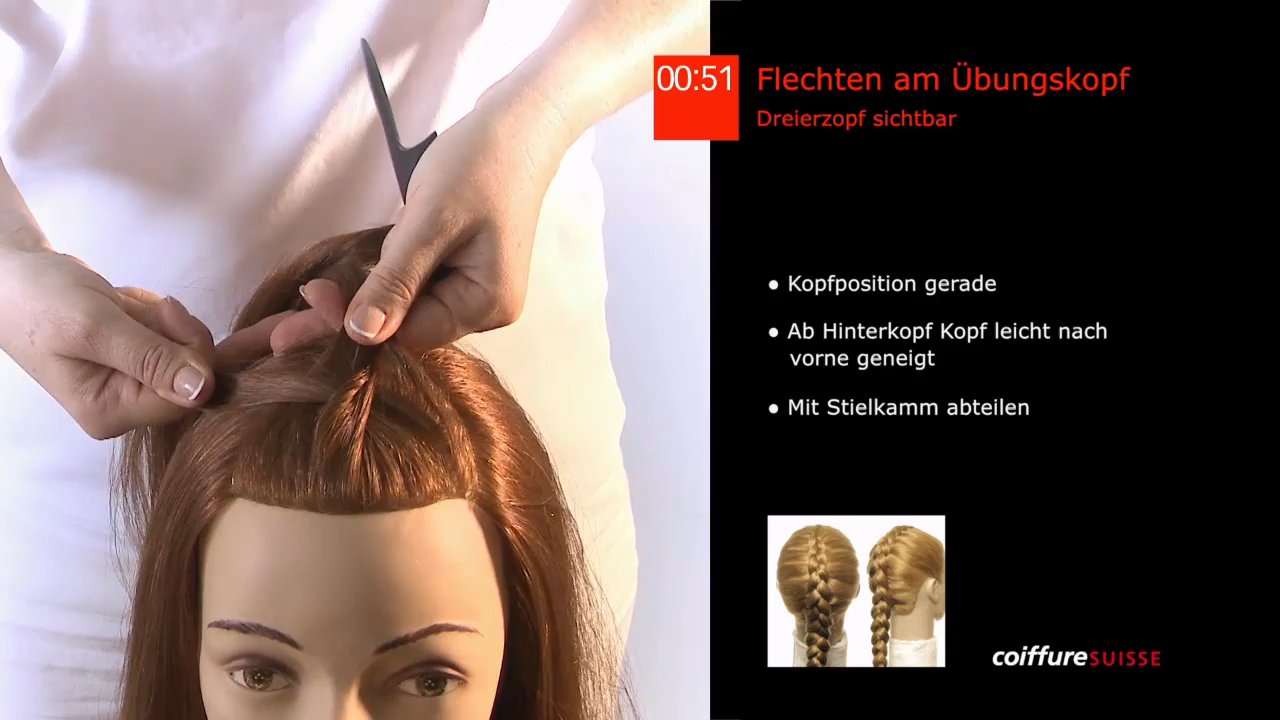 00:51
Flechten am Übungskopf
Dreierzopf sichtbar
● Kopfposition gerade
● Ab Hinterkopf Kopf leicht nach
vorne geneigt
● Mit Stielkamm abteilen
coiffureSUISSE